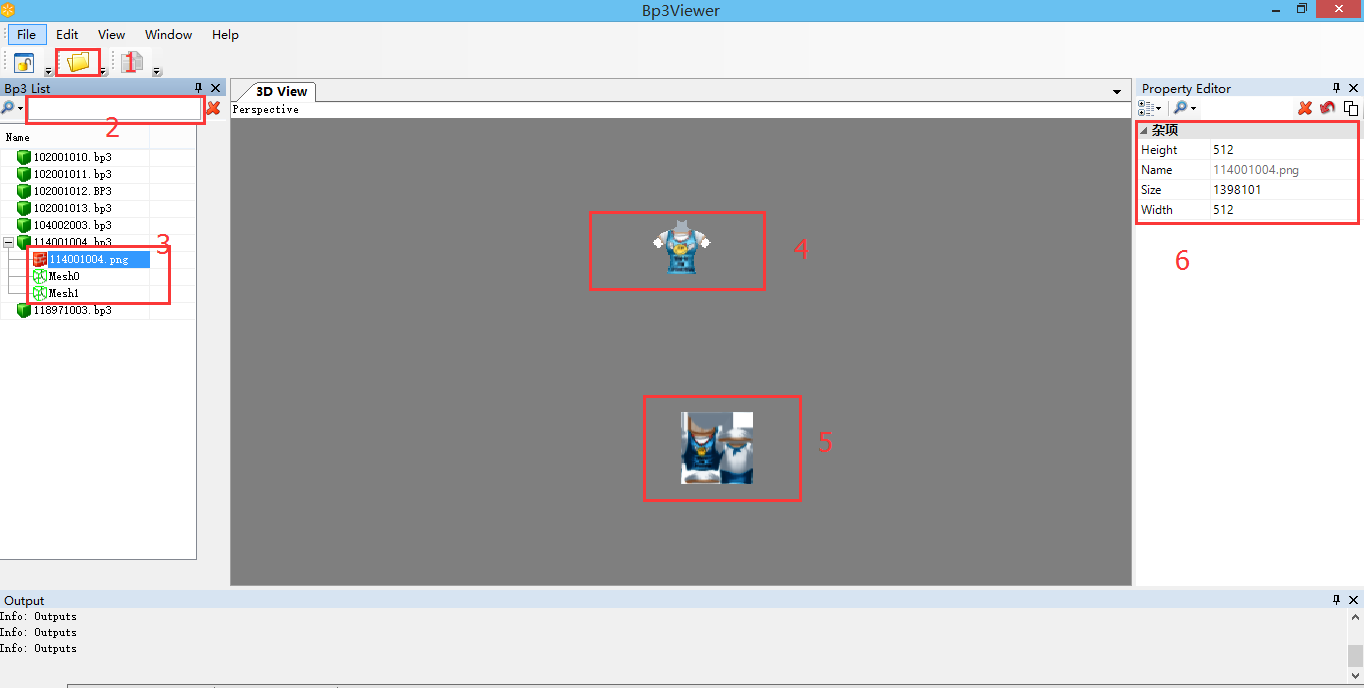 Bp3Viewer
File Edit View Window Help
1
Bp3 List
2
Name
102001010.bp3
102001011.bp3
102001012.BP3
102001013.bp3
104002003.bp3
114001004.bp3
3
114001004.png
Mesh0
Mesh1
118971003.bp3
3D View
Perspective
4
5
Property Editor
杂项
Height 512
Name 114001004.png
Size 1398101
Width 512
6
Output
Info: Outputs
Info: Outputs
Info: Outputs